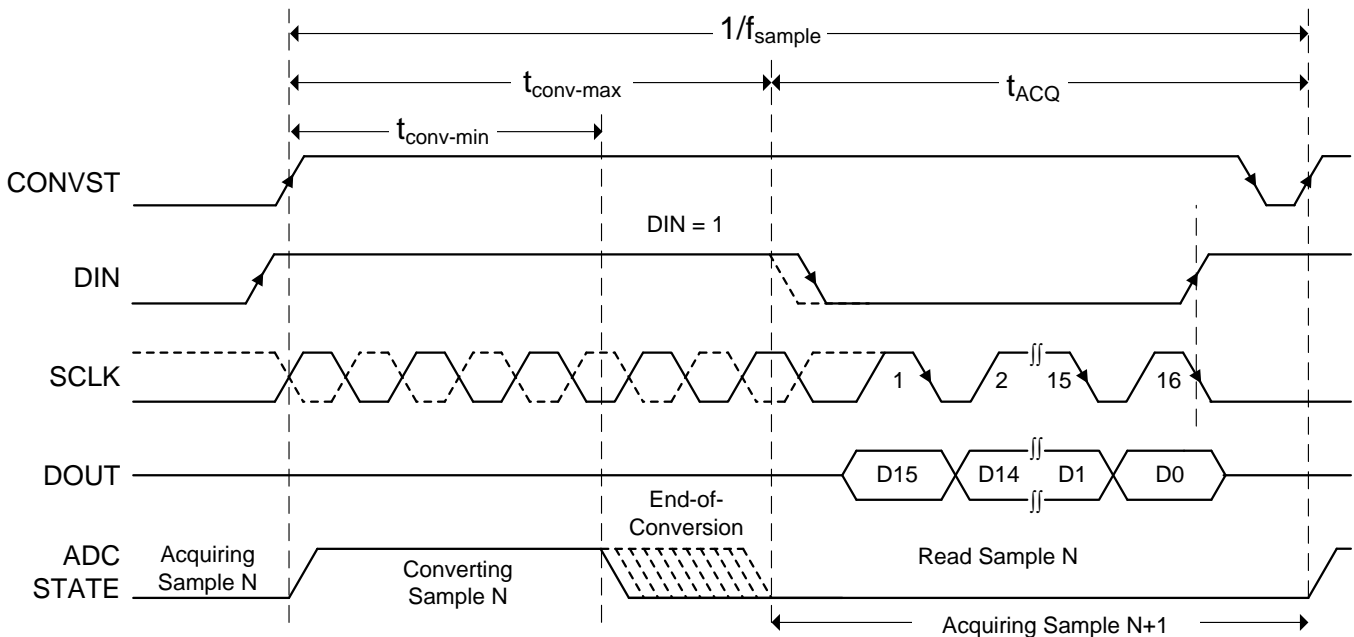 1/fsample
tconv-max
tACQ
tconv-min
CONVST
DIN = 1
DIN
SCLK
1
2
15
16
DOUT
D15
D14
D1
D0
End-of-
Conversion
ADC
STATE
Acquiring
Sample N
Converting
Sample N
Read Sample N
Acquiring Sample N+1